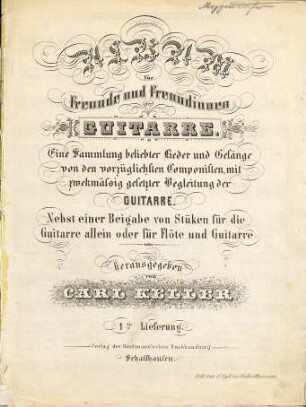 ALBUM
für
Freunde und Freundinnen
der
GUITARRE.
Eine Sammlung beliebter Lieder und Gesänge
von den vorzüglichsten Componisten, mit
zwekmäßig gesetzter Begleitung der
GUITARRE.
Nebst einer Beigabe von Stüken für die
Guitarre allein oder für Flöte und Guitarre
herausgegeben
von
CARL KELLER.
1te Lieferung.
Verlag der Brodtmann'schen Buchhandlung
Schaffhausen.